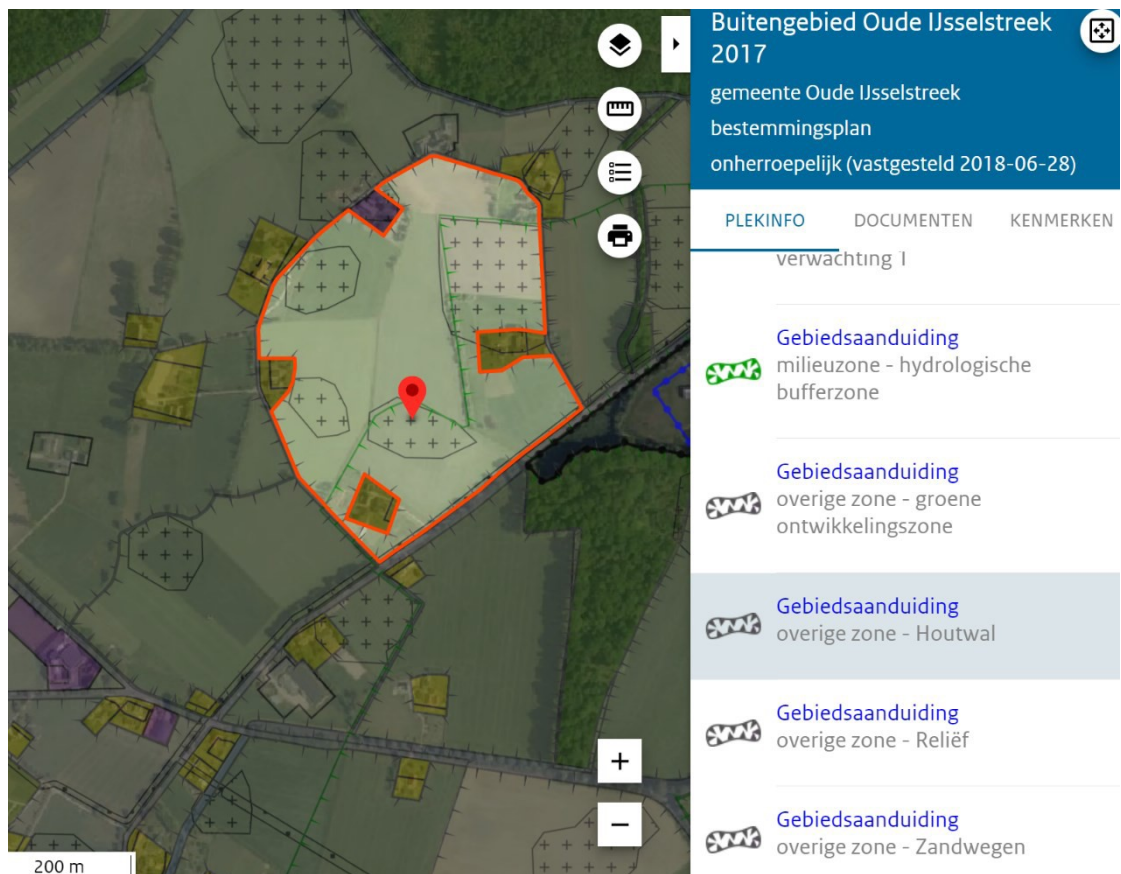 Buitengebied Oude IJsselstreek
2017
gemeente Oude IJsselstreek
bestemmingsplan
onherroepelijk (vastgesteld 2018-06-28)
PLEKINFO
DOCUMENTEN
KENMERKEN
verwachting 1
Gebiedsaanduiding
milieuzone - hydrologische
bufferzone
Gebiedsaanduiding
overige zone - groene
ontwikkelingszone
Gebiedsaanduiding
overige zone - Houtwal
Gebiedsaanduiding
overige zone - Reliëf
Gebiedsaanduiding
overige zone - Zandwegen
200 m